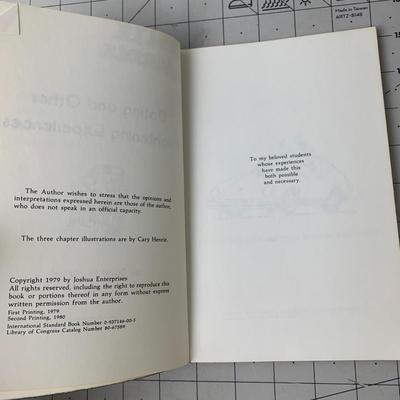 Made in Taiwan
The Author wishes to stress that the opinions and
interpretations expressed herein are those of the author,
who does not speak in an official capacity.
The three chapter illustrations are by Cary Henrie.
Copyright 1979 by Joshua Enterprises
All rights reserved, including the right to reproduce this
book or portions thereof in any form without express
written permission from the author.
First Printing, 1979
Second Printing, 1980
International Standard Book Number 0-937146-00-5
Library of Congress Catalog Number 80-67589
To my beloved students
whose experiences
have made this
both possible
and necessary.